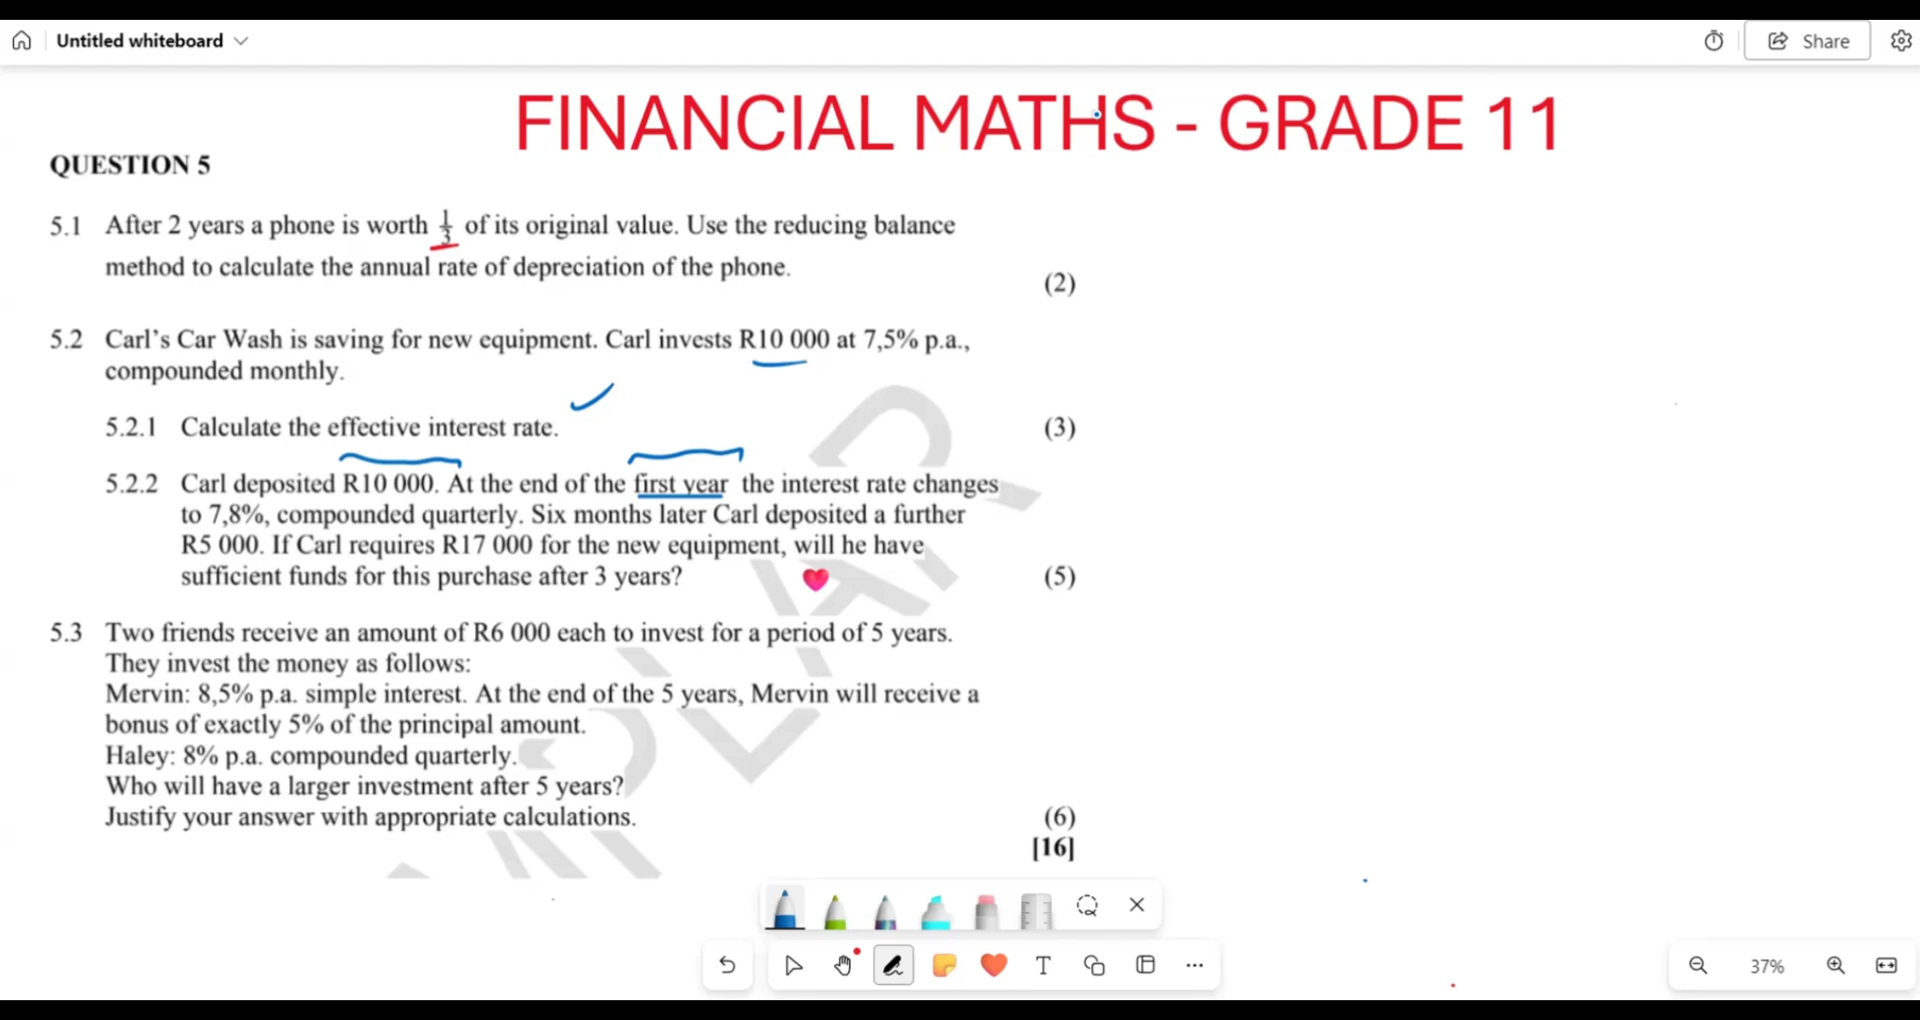 Untitled whiteboard
Share
FINANCIAL MATHS - GRADE 11
QUESTION 5
5.1 After 2 years a phone is worth 1/3 of its original value. Use the reducing balance
method to calculate the annual rate of depreciation of the phone.
(2)
5.2 Carl's Car Wash is saving for new equipment. Carl invests R10 000 at 7,5% p.a.,
compounded monthly.
5.2.1 Calculate the effective interest rate. (3)
5.2.2 Carl deposited R10 000. At the end of the first year the interest rate changes
to 7,8%, compounded quarterly. Six months later Carl deposited a further
R5 000. If Carl requires R17 000 for the new equipment, will he have
sufficient funds for this purchase after 3 years? (5)
5.3 Two friends receive an amount of R6 000 each to invest for a period of 5 years.
They invest the money as follows:
Mervin: 8,5% p.a. simple interest. At the end of the 5 years, Mervin will receive a
bonus of exactly 5% of the principal amount.
Haley: 8% p.a. compounded quarterly.
Who will have a larger investment after 5 years?
Justify your answer with appropriate calculations. (6)
[16]
T
37%